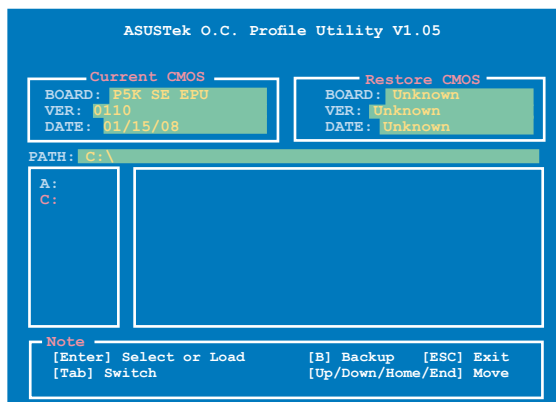 ASUSTek O.C. Profile Utility V1.05
Current CMOS
BOARD: P5K SE EPU
VER: 0110
DATE: 01/15/08
Restore CMOS
BOARD: Unknown
VER: Unknown
DATE: Unknown
PATH: C:\
A:
C:
Note
[Enter] Select or Load [B] Backup [ESC] Exit
[Tab] Switch [Up/Down/Home/End] Move